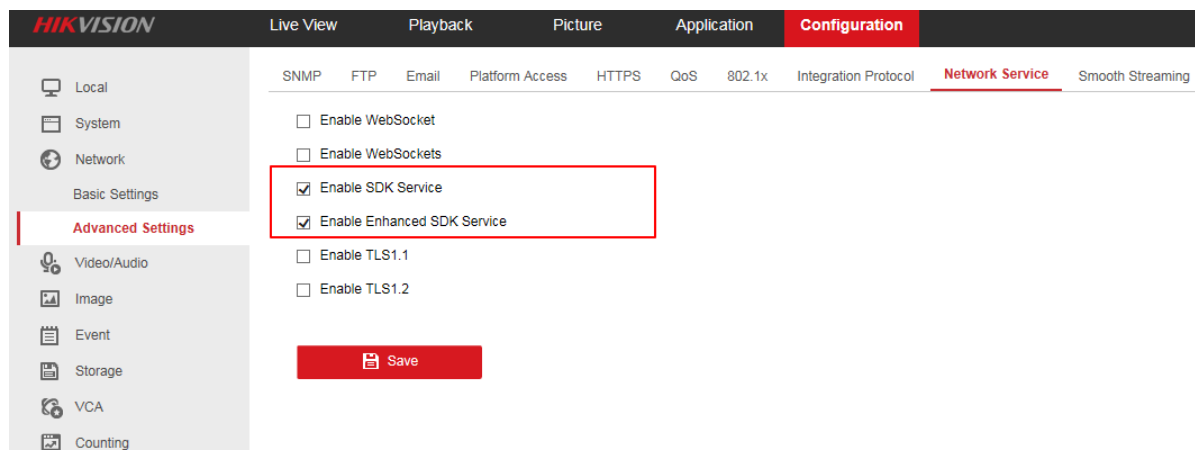 HIKVISION
Live View Playback Picture Application Configuration
SNMP FTP Email Platform Access HTTPS QoS 802.1x Integration Protocol Network Service Smooth Streaming
Local
System
Network
Basic Settings
Advanced Settings
Video/Audio
Image
Event
Storage
VCA
Counting
Enable WebSocket
Enable WebSockets
Enable SDK Service
Enable Enhanced SDK Service
Enable TLS1.1
Enable TLS1.2
Save